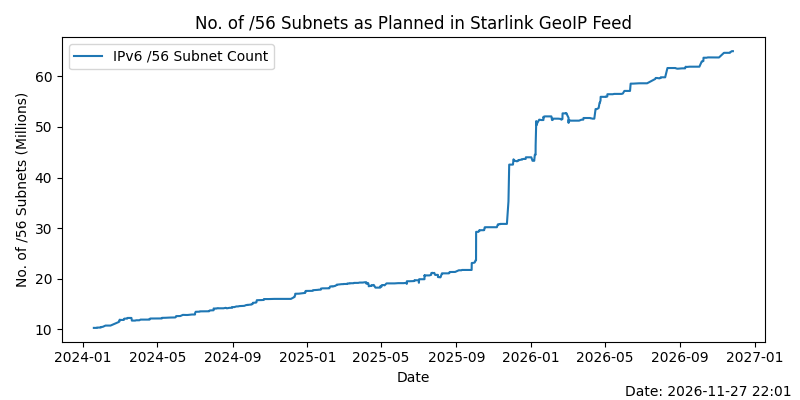 No. of /56 Subnets as Planned in Starlink GeoIP Feed
IPv6 /56 Subnet Count
No. of /56 Subnets (Millions)
60
50
40
30
20
10
2024-01 2024-05 2024-09 2025-01 2025-05 2025-09 2026-01 2026-05 2026-09 2027-01
Date
Date: 2026-11-27 22:01